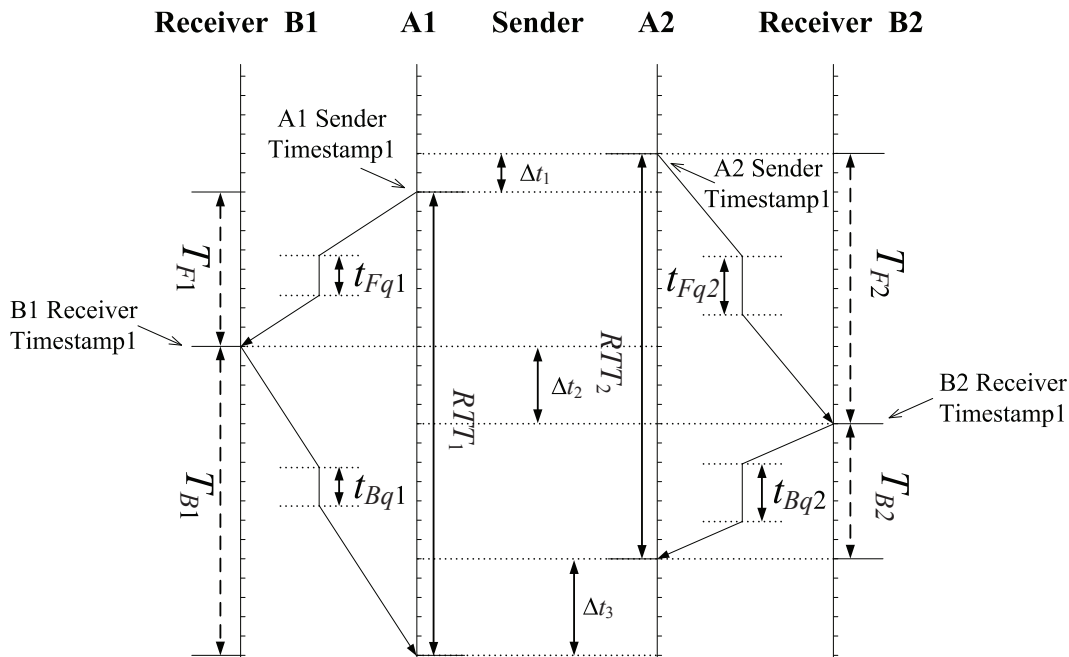 Receiver B1 A1 Sender A2 Receiver B2
A1 Sender
Timestamp1
Δt1
A2 Sender
Timestamp1
TF1
tFq1
tFq2
TF2
B1 Receiver
Timestamp1
RTT2
Δt2
B2 Receiver
Timestamp1
RTT1
TB1
tBq1
tBq2
TB2
Δt3